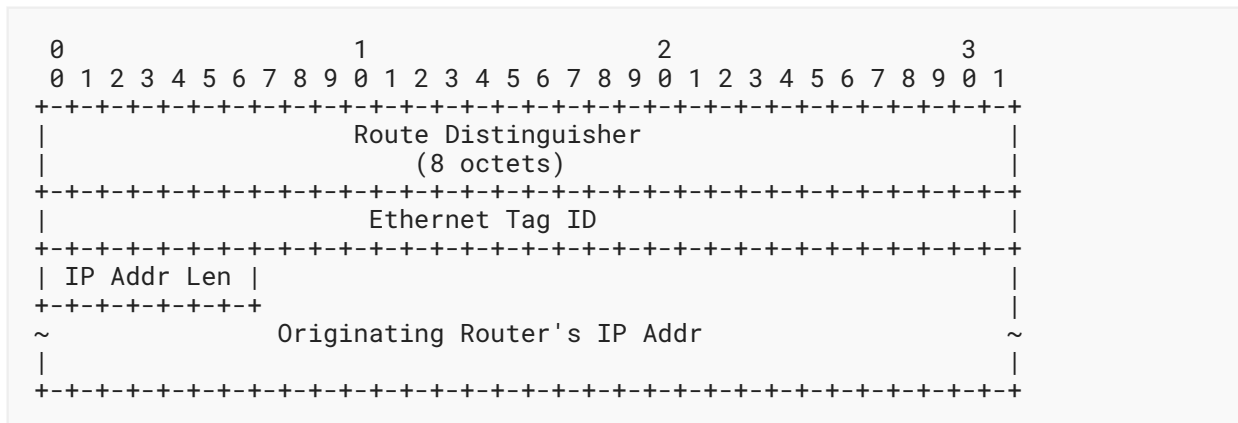 0                   1                   2                   3
 0 1 2 3 4 5 6 7 8 9 0 1 2 3 4 5 6 7 8 9 0 1 2 3 4 5 6 7 8 9 0 1
+-+-+-+-+-+-+-+-+-+-+-+-+-+-+-+-+-+-+-+-+-+-+-+-+-+-+-+-+-+-+-+-+
|                    Route Distinguisher                        |
|                        (8 octets)                             |
+-+-+-+-+-+-+-+-+-+-+-+-+-+-+-+-+-+-+-+-+-+-+-+-+-+-+-+-+-+-+-+-+
|                     Ethernet Tag ID                           |
+-+-+-+-+-+-+-+-+-+-+-+-+-+-+-+-+-+-+-+-+-+-+-+-+-+-+-+-+-+-+-+-+
| IP Addr Len |                                                 |
+-+-+-+-+-+-+-+                                                 |
~               Originating Router's IP Addr                    ~
|                                                               |
+-+-+-+-+-+-+-+-+-+-+-+-+-+-+-+-+-+-+-+-+-+-+-+-+-+-+-+-+-+-+-+-+